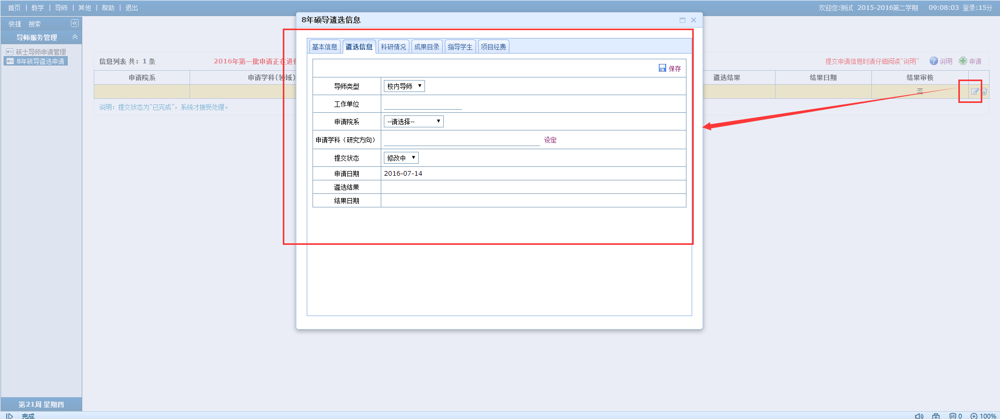 首页 | 教学 | 导师 | 其他 | 帮助 | 退出
欢迎您:测试 2015-2016第二学期 09:08:03 登录:15分
快捷 搜索
导师服务管理
硕士导师申请管理
8年硕导遴选申请
信息列表 共：1 条
2016年第一批申请正在进行
提交申请信息时请仔细阅读“说明”
说明
申请
申请院系
申请学科(领域)
遴选结果
结果日期
结果审核
否
说明：提交状态为“已完成”，系统才接受处理。
8年硕导遴选信息
基本信息
遴选信息
科研情况
成果目录
指导学生
项目经费
保存
导师类型
校内导师
工作单位
申请院系
--请选择--
申请学科（研究方向）
设定
提交状态
修改中
申请日期
2016-07-14
遴选结果
结果日期
第21周 星期四
完成
0
100%